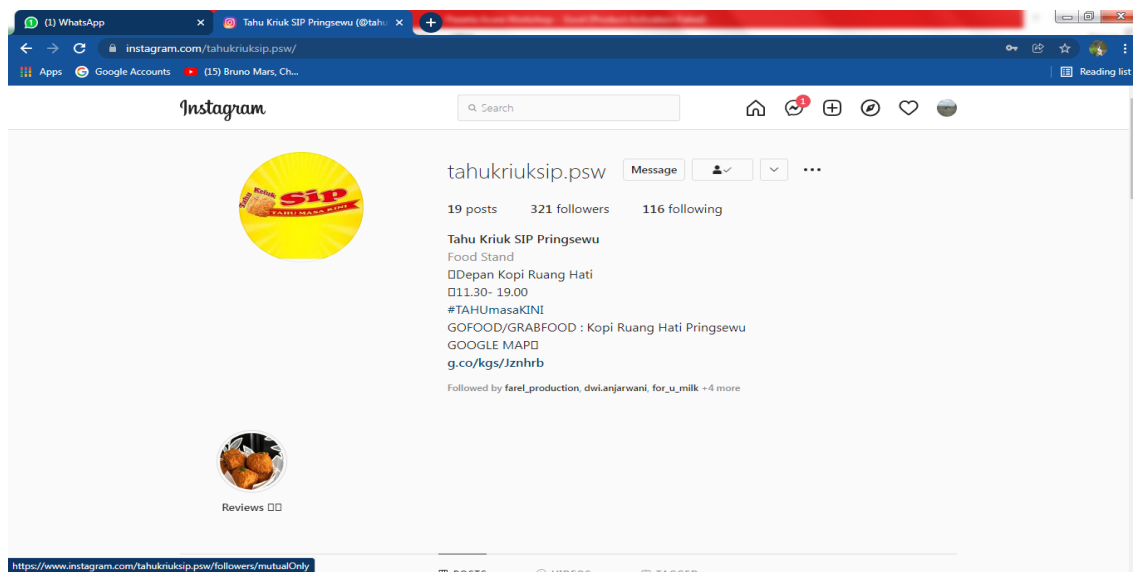 (1) WhatsApp
Tahu Kriuk SIP Pringsewu (@tahu
instagram.com/tahukriuksip.psw/
Apps
Google Accounts
(15) Bruno Mars, Ch...
Reading list
Instagram
Search
1
tahukriuksip.psw
Message
19 posts 321 followers 116 following
Tahu Kriuk SIP Pringsewu
Food Stand
Depan Kopi Ruang Hati
11.30- 19.00
#TAHUmasaKINI
GOFOOD/GRABFOOD : Kopi Ruang Hati Pringsewu
GOOGLE MAP
g.co/kgs/Jznhrb
Followed by farel_production, dwi.anjarwani, for_u_milk +4 more
Tahu Kriuk Sip
TAHU MASA KINI
Reviews
https://www.instagram.com/tahukriuksip.psw/followers/mutualOnly
POSTS VIDEOS TAGGED